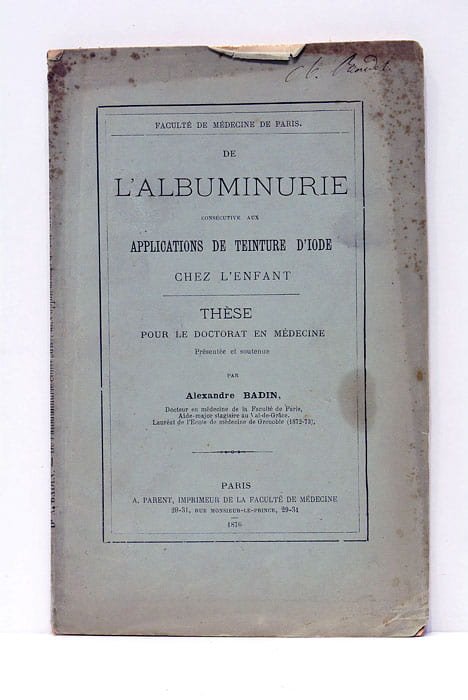 FACULTÉ DE MÉDECINE DE PARIS.
DE
L'ALBUMINURIE
CONSÉCUTIVE AUX
APPLICATIONS DE TEINTURE D'IODE
CHEZ L'ENFANT
THÈSE
POUR LE DOCTORAT EN MÉDECINE
Présentée et soutenue
PAR
Alexandre BADIN,
Docteur en médecine de la Faculté de Paris,
Aide-major stagiaire au Val-de-Grâce.
Lauréat de l'Ecole de médecine de Grenoble (1872-73),
PARIS
A. PARENT, IMPRIMEUR DE LA FACULTÉ DE MÉDECINE
29-31, RUE MONSIEUR-LE-PRINCE, 29-31
1876